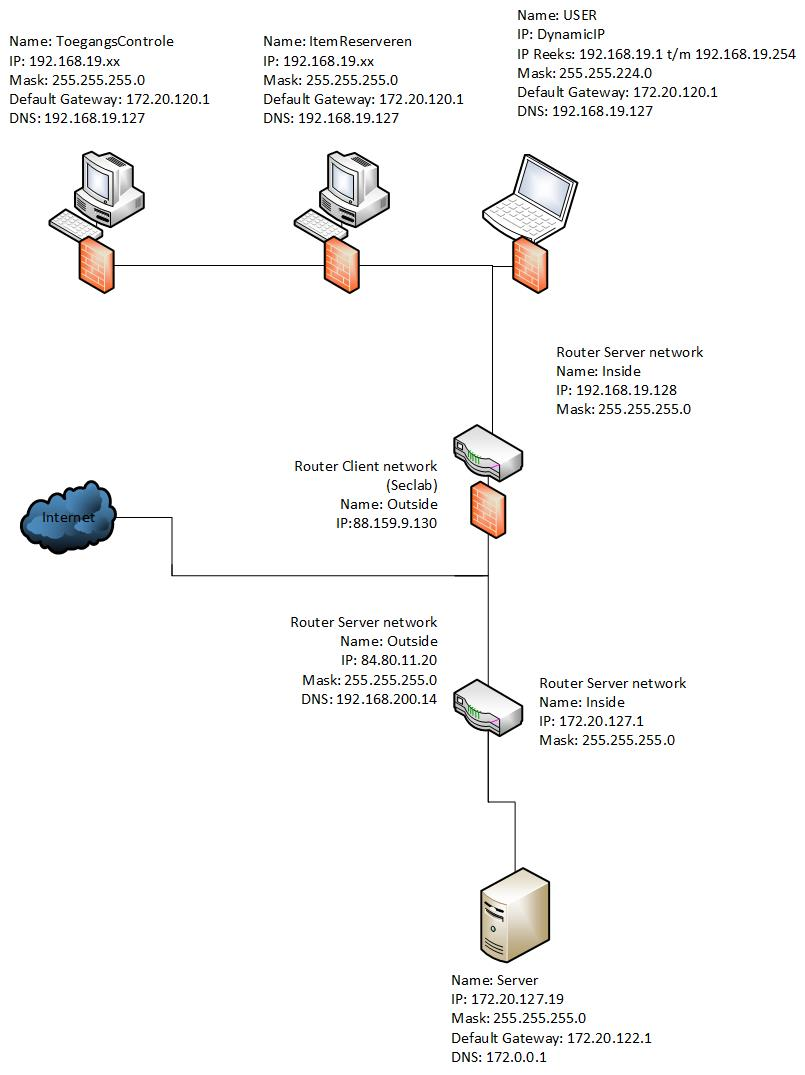 Name: ToegangsControle
IP: 192.168.19.xx
Mask: 255.255.255.0
Default Gateway: 172.20.120.1
DNS: 192.168.19.127
Name: ItemReserveren
IP: 192.168.19.xx
Mask: 255.255.255.0
Default Gateway: 172.20.120.1
DNS: 192.168.19.127
Name: USER
IP: DynamicIP
IP Reeks: 192.168.19.1 t/m 192.168.19.254
Mask: 255.255.224.0
Default Gateway: 172.20.120.1
DNS: 192.168.19.127
Router Server network
Name: Inside
IP: 192.168.19.128
Mask: 255.255.255.0
Router Client network
(Seclab)
Name: Outside
IP:88.159.9.130
Internet
Router Server network
Name: Outside
IP: 84.80.11.20
Mask: 255.255.255.0
DNS: 192.168.200.14
Router Server network
Name: Inside
IP: 172.20.127.1
Mask: 255.255.255.0
Name: Server
IP: 172.20.127.19
Mask: 255.255.255.0
Default Gateway: 172.20.122.1
DNS: 172.0.0.1